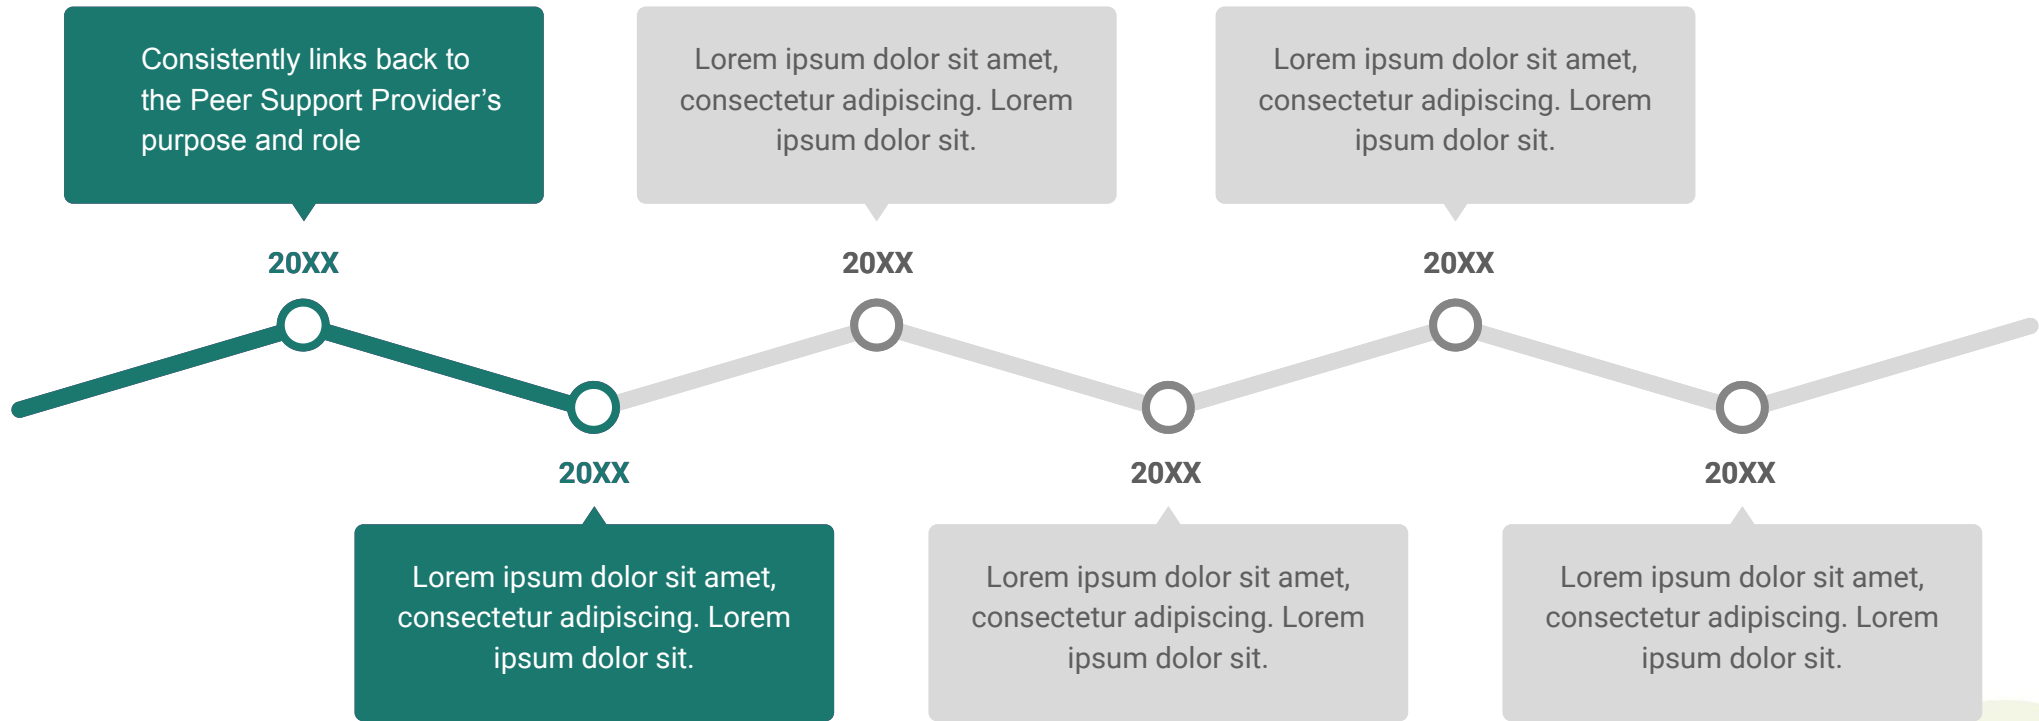 Consistently links back to
the Peer Support Provider’s
purpose and role
Lorem ipsum dolor sit amet,
consectetur adipiscing. Lorem
ipsum dolor sit.
Lorem ipsum dolor sit amet,
consectetur adipiscing. Lorem
ipsum dolor sit.
20XX
20XX
20XX
20XX
20XX
20XX
Lorem ipsum dolor sit amet,
consectetur adipiscing. Lorem
ipsum dolor sit.
Lorem ipsum dolor sit amet,
consectetur adipiscing. Lorem
ipsum dolor sit.
Lorem ipsum dolor sit amet,
consectetur adipiscing. Lorem
ipsum dolor sit.